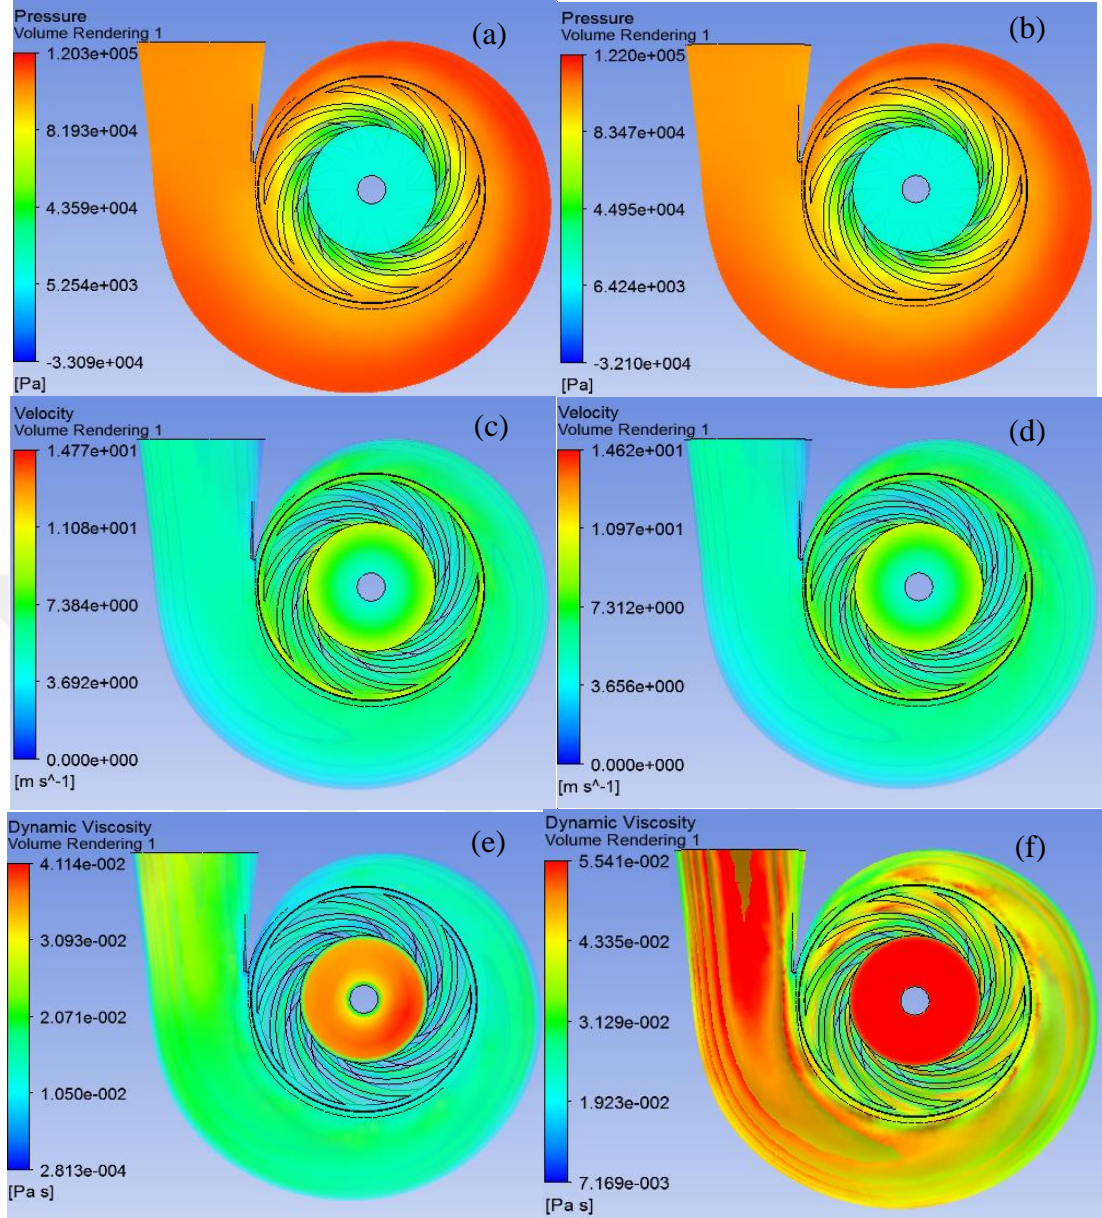 Pressure
Volume Rendering 1
(a)
1.203e+005
8.193e+004
4.359e+004
5.254e+003
-3.309e+004
[Pa]
Pressure
Volume Rendering 1
(b)
1.220e+005
8.347e+004
4.495e+004
6.424e+003
-3.210e+004
[Pa]
Velocity
Volume Rendering 1
(c)
1.477e+001
1.108e+001
7.384e+000
3.692e+000
0.000e+000
[m s^-1]
Velocity
Volume Rendering 1
(d)
1.462e+001
1.097e+001
7.312e+000
3.656e+000
0.000e+000
[m s^-1]
Dynamic Viscosity
Volume Rendering 1
(e)
4.114e-002
3.093e-002
2.071e-002
1.050e-002
2.813e-004
[Pa s]
Dynamic Viscosity
Volume Rendering 1
(f)
5.541e-002
4.335e-002
3.129e-002
1.923e-002
7.169e-003
[Pa s]